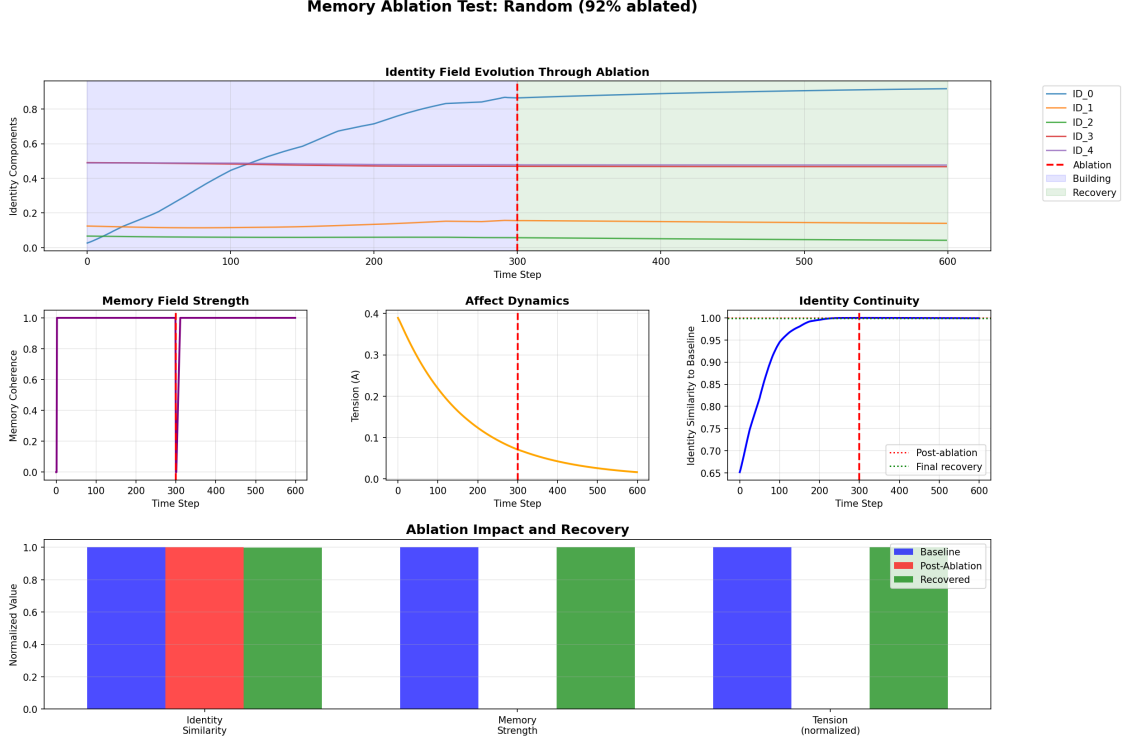 Memory Ablation Test: Random (92% ablated)
Identity Field Evolution Through Ablation
Identity Components
0.8
0.6
0.4
0.2
0.0
0 100 200 300 400 500 600
Time Step
ID_0
ID_1
ID_2
ID_3
ID_4
Ablation
Building
Recovery
Memory Field Strength
Memory Coherence
1.0
0.8
0.6
0.4
0.2
0.0
0 100 200 300 400 500 600
Time Step
Affect Dynamics
Tension (A)
0.4
0.3
0.2
0.1
0.0
0 100 200 300 400 500 600
Time Step
Identity Continuity
Identity Similarity to Baseline
1.00
0.95
0.90
0.85
0.80
0.75
0.70
0.65
Post-ablation
Final recovery
0 100 200 300 400 500 600
Time Step
Ablation Impact and Recovery
Normalized Value
1.0
0.8
0.6
0.4
0.2
0.0
Baseline
Post-Ablation
Recovered
Identity
Similarity
Memory
Strength
Tension
(normalized)